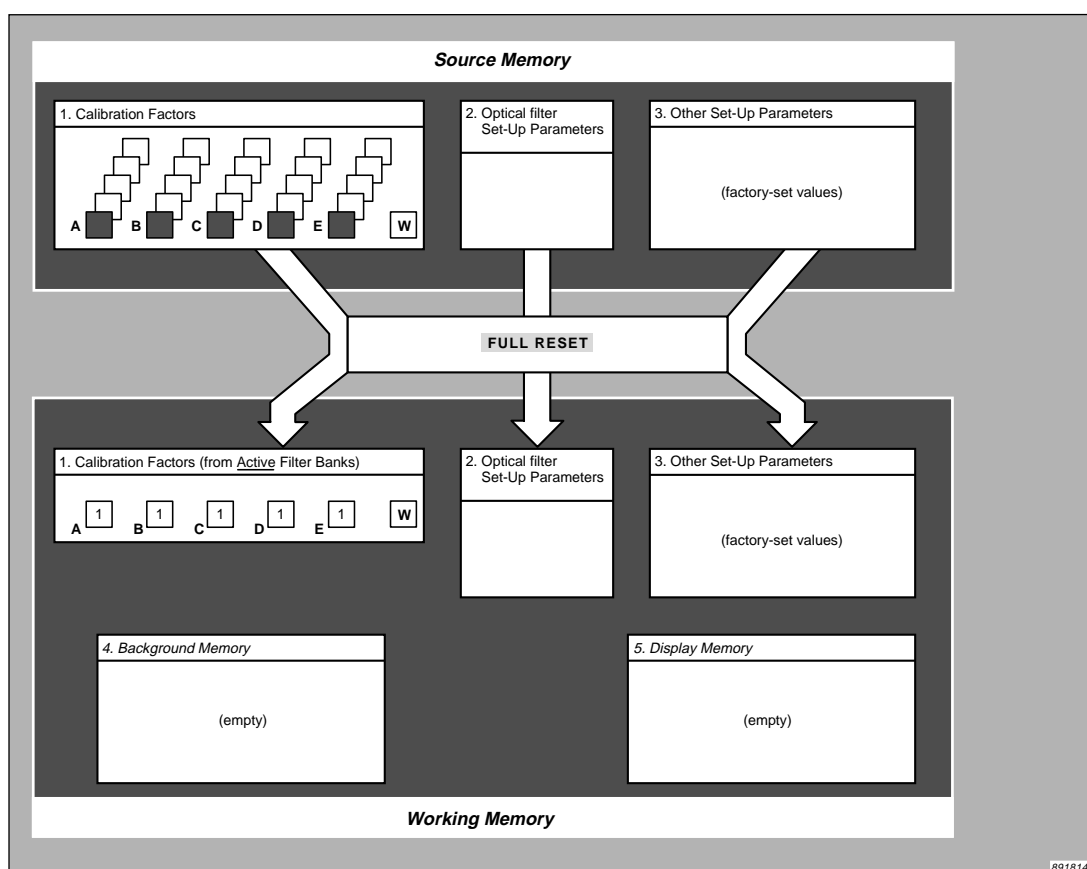 Source Memory
1. Calibration Factors
A B C D E W
2. Optical filter
Set-Up Parameters
3. Other Set-Up Parameters
(factory-set values)
FULL RESET
1. Calibration Factors (from Active Filter Banks)
A 1 B 1 C 1 D 1 E 1 W
2. Optical filter
Set-Up Parameters
3. Other Set-Up Parameters
(factory-set values)
4. Background Memory
(empty)
5. Display Memory
(empty)
Working Memory